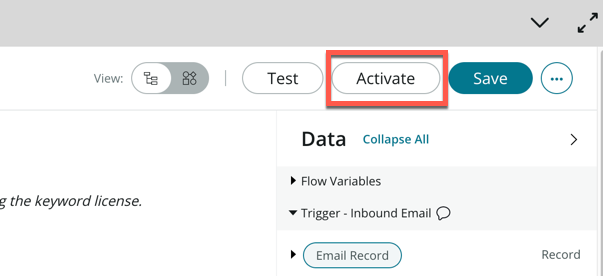 View:
Test
Activate
Save
Data
Collapse All
Flow Variables
g the keyword license.
Trigger - Inbound Email
Email Record
Record